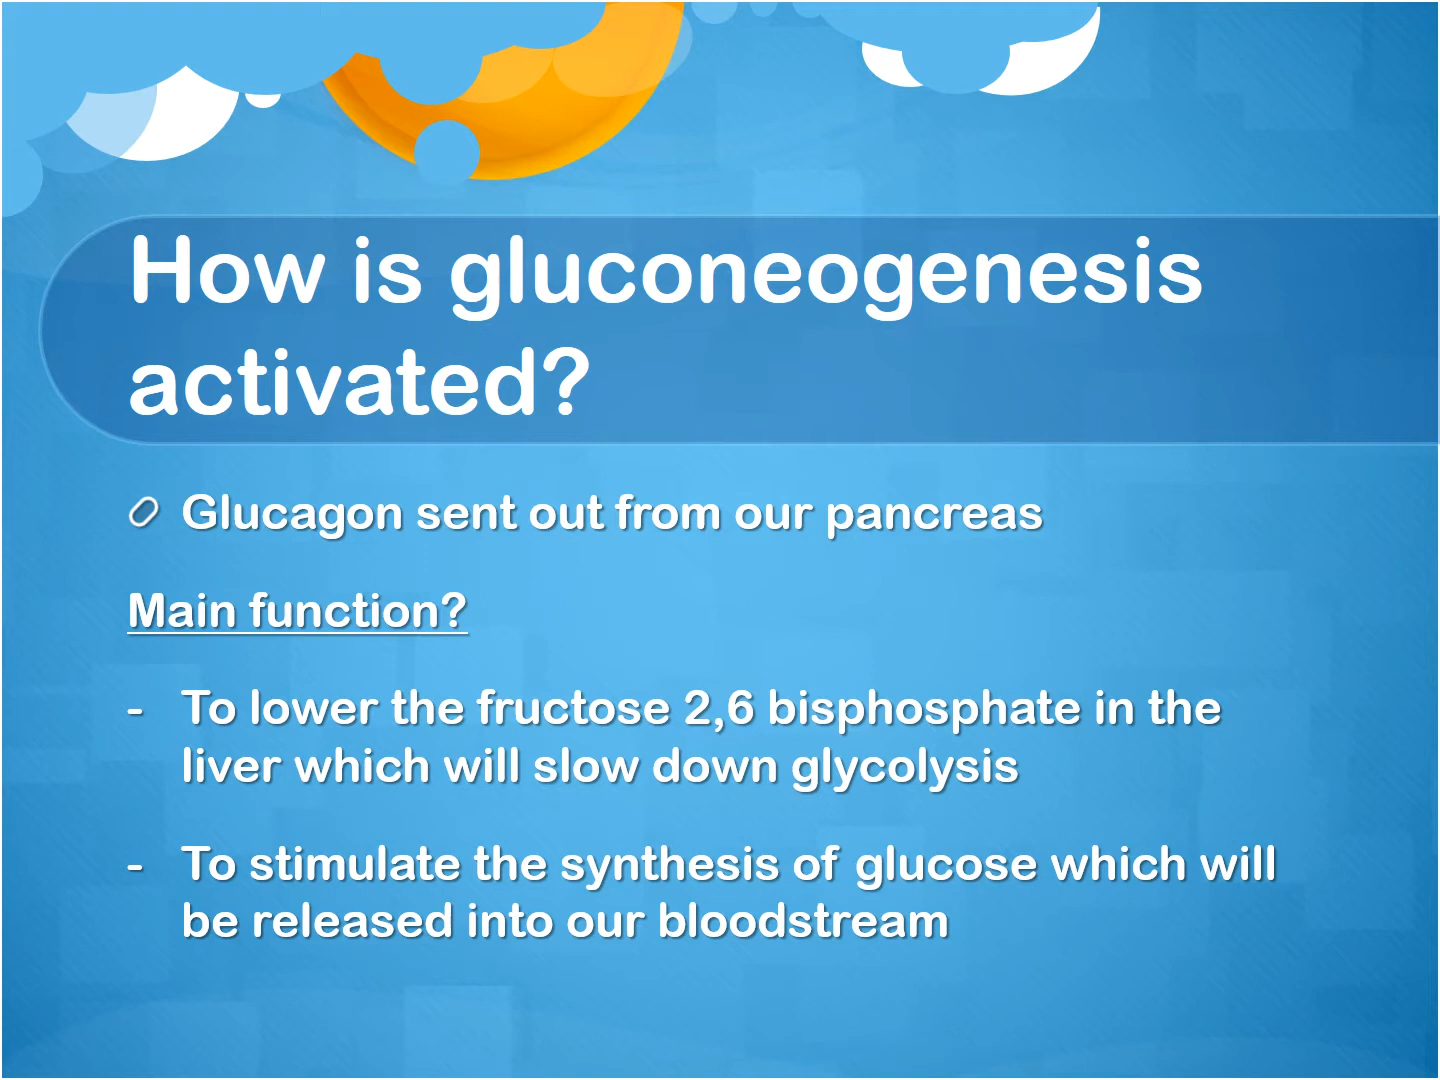 How is gluconeogenesis
activated?
Glucagon sent out from our pancreas
Main function?
- To lower the fructose 2,6 bisphosphate in the
liver which will slow down glycolysis
- To stimulate the synthesis of glucose which will
be released into our bloodstream